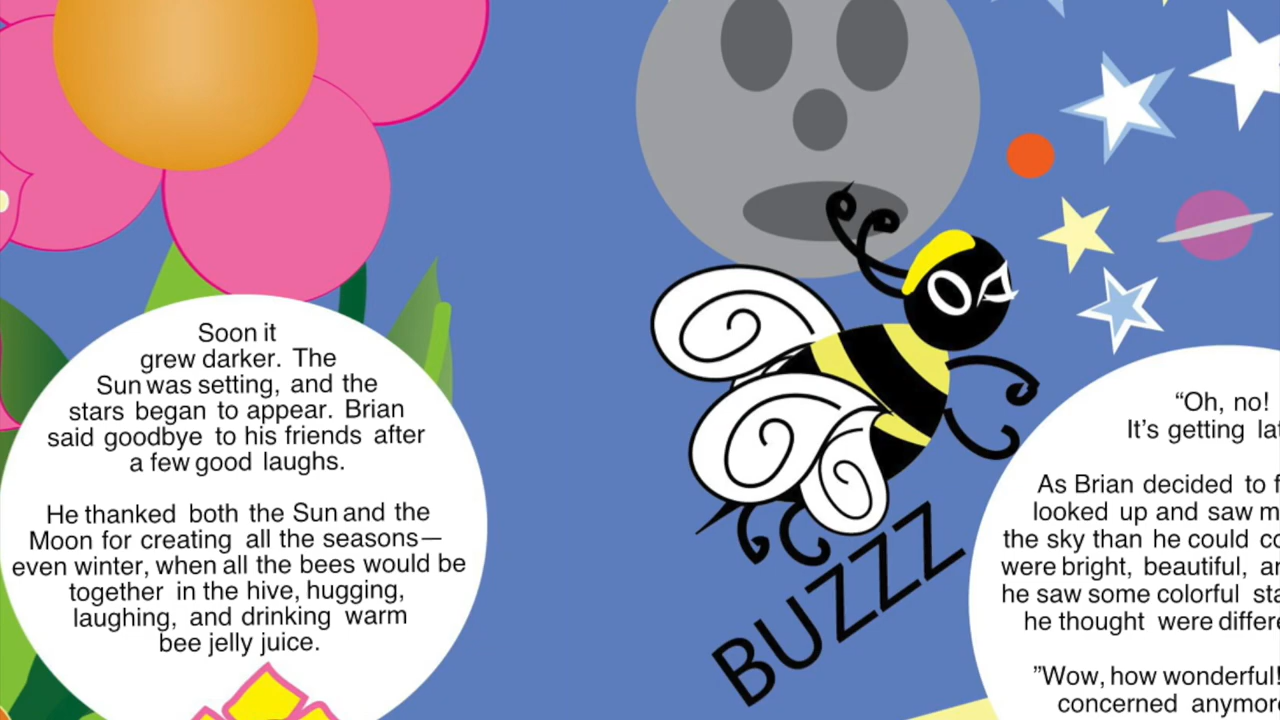 Soon it
grew darker. The
Sun was setting, and the
stars began to appear. Brian
said goodbye to his friends after
a few good laughs.
He thanked both the Sun and the
Moon for creating all the seasons—
even winter, when all the bees would be
together in the hive, hugging,
laughing, and drinking warm
bee jelly juice.
BUZZZ
“Oh, no!
It’s getting
As Brian decided to
looked up and saw
the sky than he could
were bright, beautiful,
he saw some colorful
he thought were
”Wow, how wonderful!
concerned